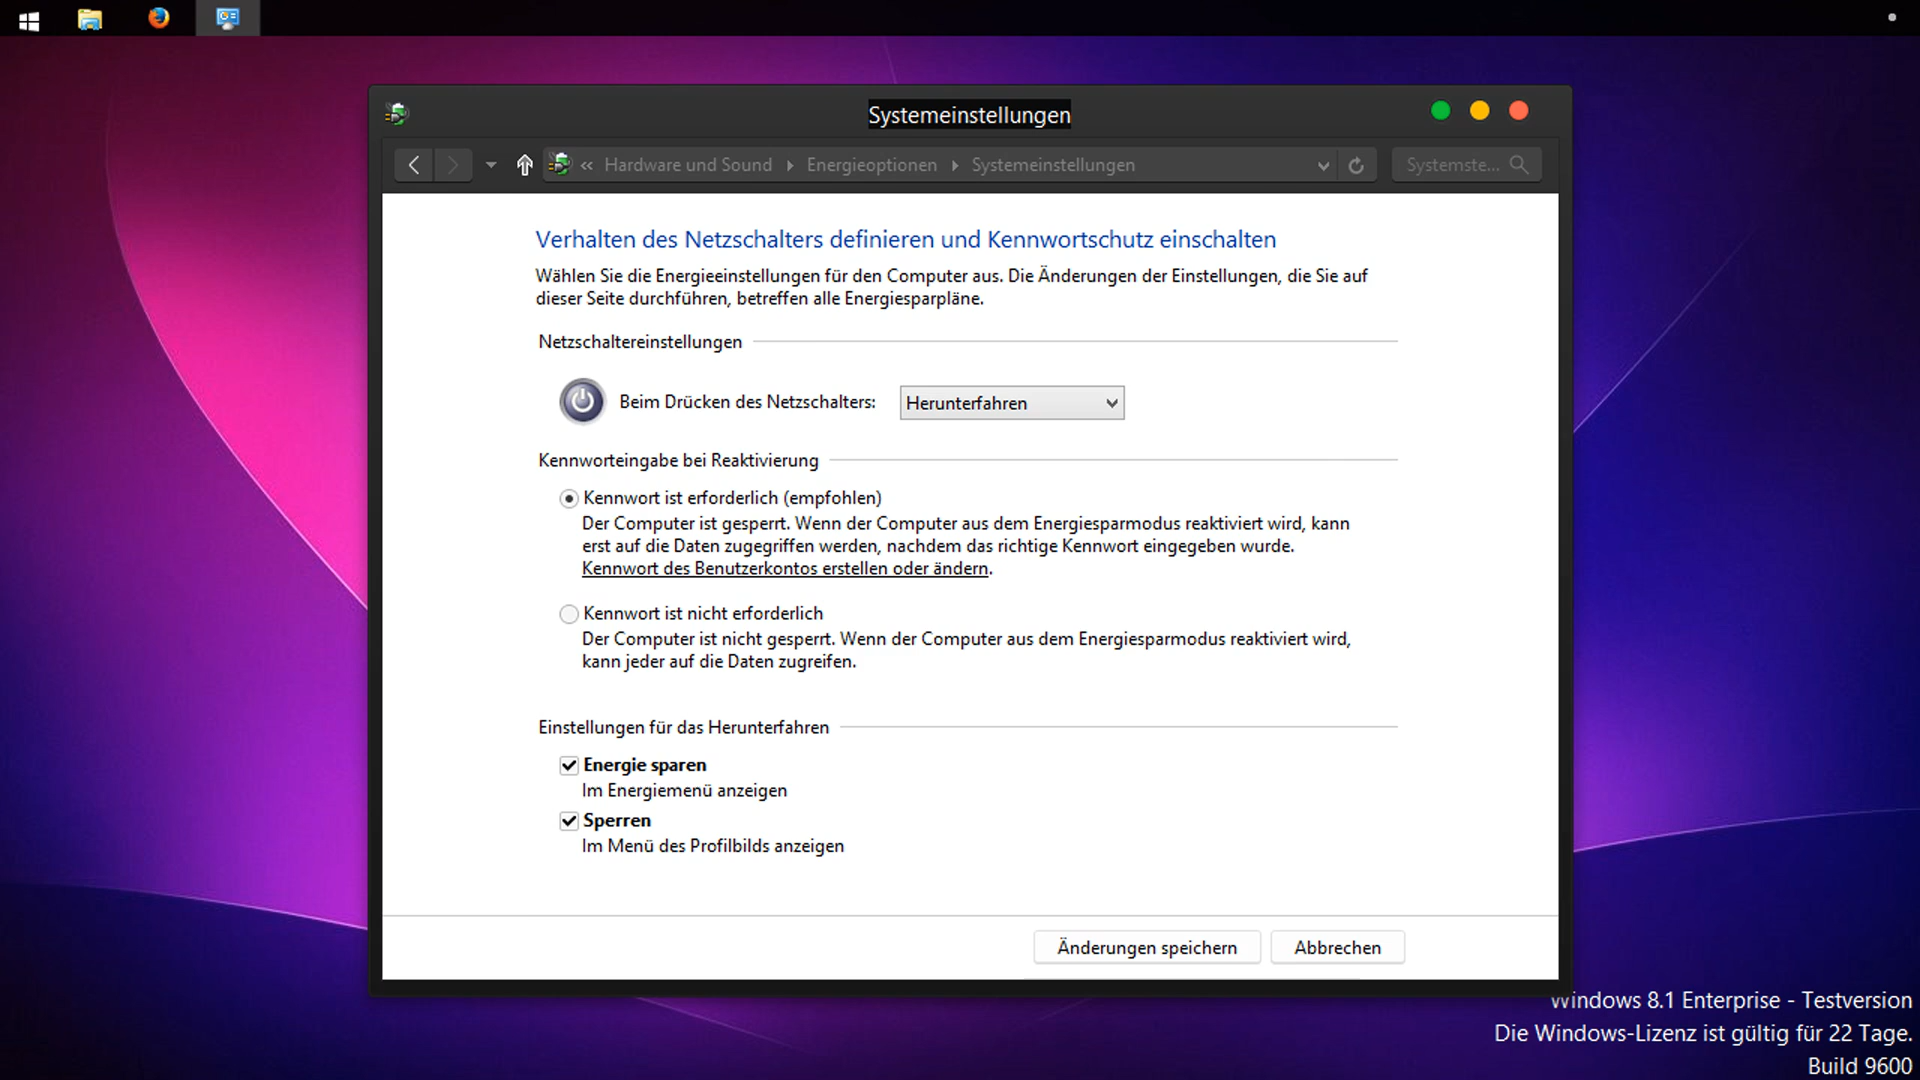 Systemeinstellungen
« Hardware und Sound Energieoptionen Systemeinstellungen Systemste...
Verhalten des Netzschalters definieren und Kennwortschutz einschalten
Wählen Sie die Energieeinstellungen für den Computer aus. Die Änderungen der Einstellungen, die Sie auf
dieser Seite durchführen, betreffen alle Energiesparpläne.
Netzschaltereinstellungen
Beim Drücken des Netzschalters: Herunterfahren
Kennworteingabe bei Reaktivierung
Kennwort ist erforderlich (empfohlen)
Der Computer ist gesperrt. Wenn der Computer aus dem Energiesparmodus reaktiviert wird, kann
erst auf die Daten zugegriffen werden, nachdem das richtige Kennwort eingegeben wurde.
Kennwort des Benutzerkontos erstellen oder ändern.
Kennwort ist nicht erforderlich
Der Computer ist nicht gesperrt. Wenn der Computer aus dem Energiesparmodus reaktiviert wird,
kann jeder auf die Daten zugreifen.
Einstellungen für das Herunterfahren
Energie sparen
Im Energiemenü anzeigen
Sperren
Im Menü des Profilbilds anzeigen
Änderungen speichern Abbrechen
Windows 8.1 Enterprise - Testversion
Die Windows-Lizenz ist gültig für 22 Tage.
Build 9600